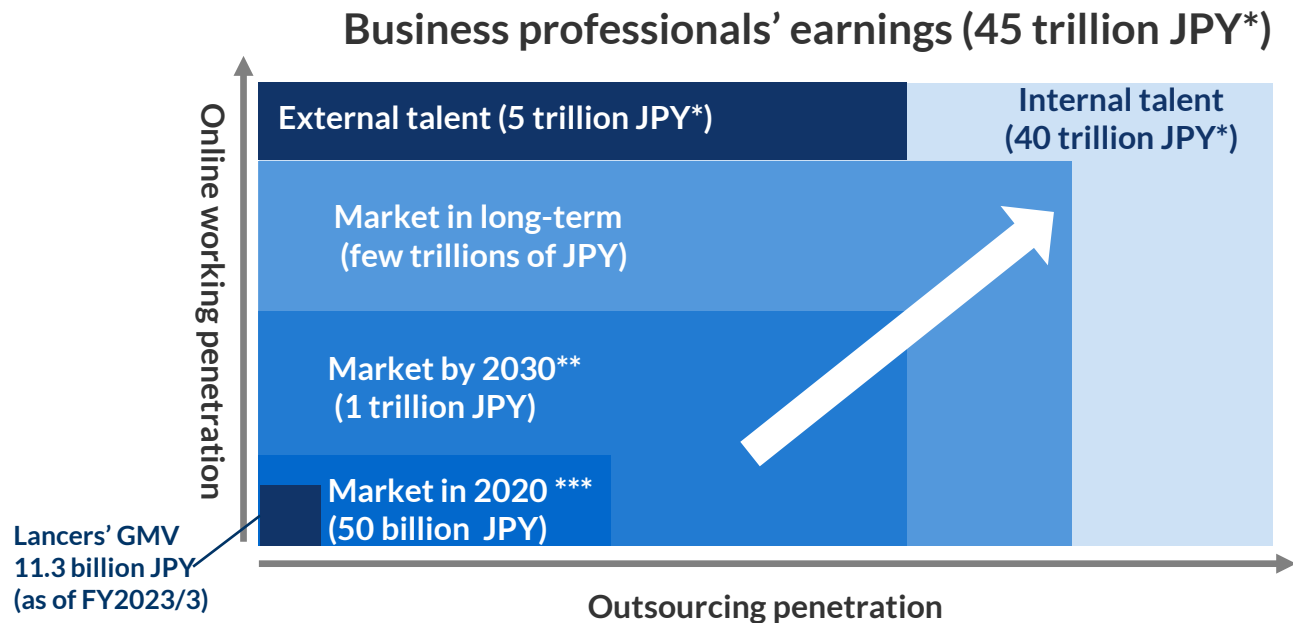 Business professionals’ earnings (45 trillion JPY*)
Online working penetration
External talent (5 trillion JPY*)
Internal talent
(40 trillion JPY*)
Market in long-term
(few trillions of JPY)
Market by 2030**
(1 trillion JPY)
Market in 2020 ***
(50 billion JPY)
Lancers’ GMV
11.3 billion JPY
(as of FY2023/3)
Outsourcing penetration